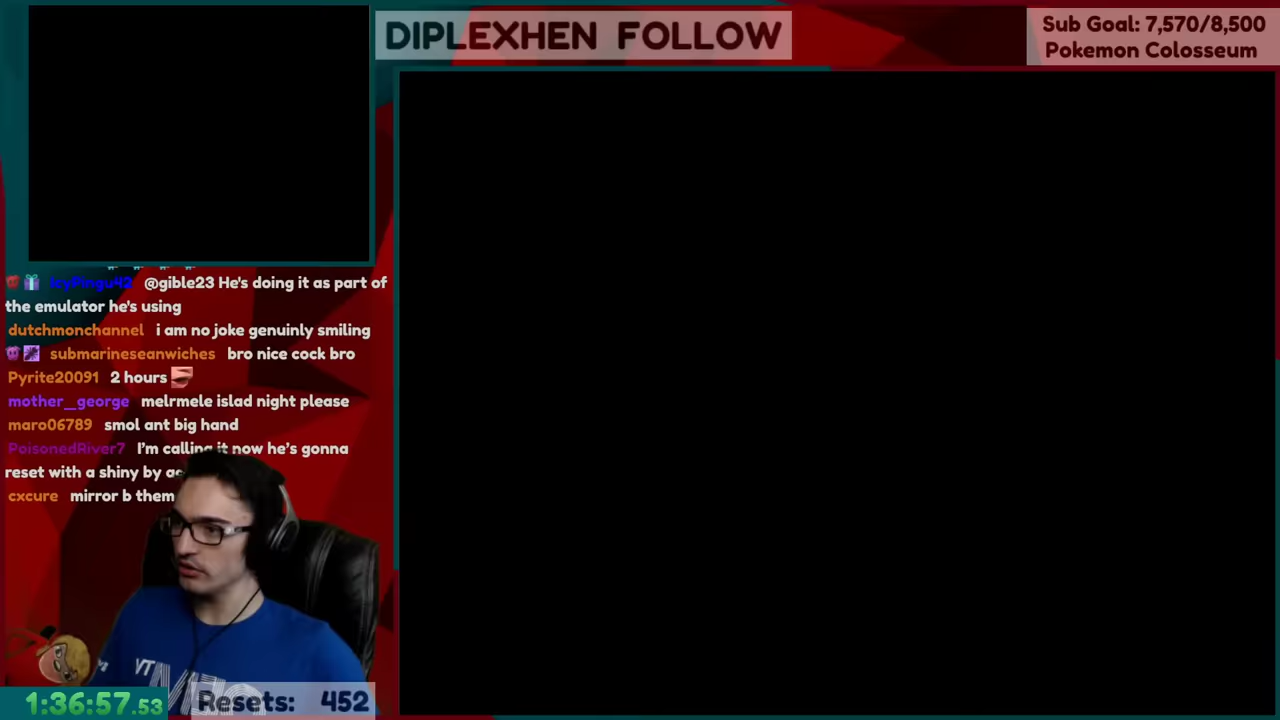 DIPLEXHEN FOLLOW
Sub Goal: 7,570/8,500
Pokemon Colosseum
IcyPingu42 @gible23 He's doing it as part of
the emulator he's using
dutchmonchannel i am no joke genuinly smiling
submarineseanwiches bro nice cock bro
Pyrite20091 2 hours
mother_george melrmele islad night please
maro06789 smol ant big hand
PoisonedRiver7 I'm calling it now he's gonna
reset with a shiny by
cxcure mirror b them
1:36:57.53
Resets: 452